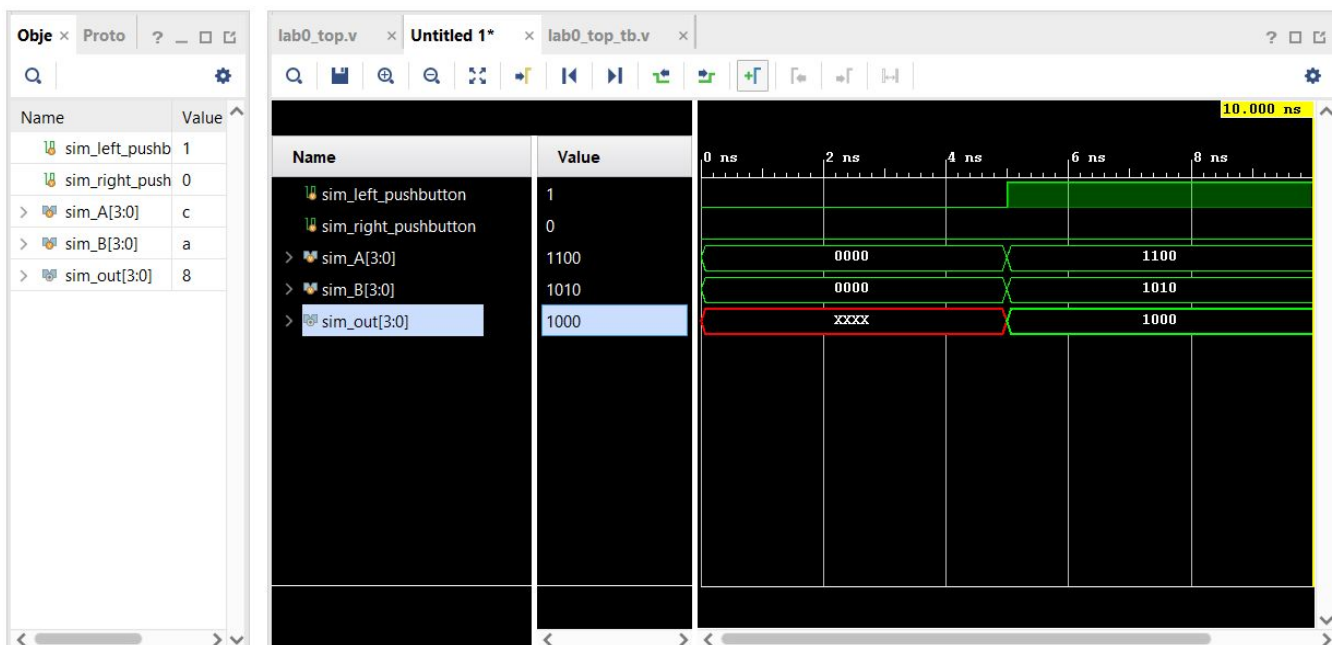 Obje × Proto ?
lab0_top.v × Untitled 1* × lab0_top_tb.v × ?
Name Value
sim_left_pushb 1
sim_right_push 0
> sim_A[3:0] c
> sim_B[3:0] a
> sim_out[3:0] 8
10.000 ns
Name Value 0 ns 2 ns 4 ns 6 ns 8 ns
sim_left_pushbutton 1
sim_right_pushbutton 0
> sim_A[3:0] 1100 0000 1100
> sim_B[3:0] 1010 0000 1010
> sim_out[3:0] 1000 XXXX 1000